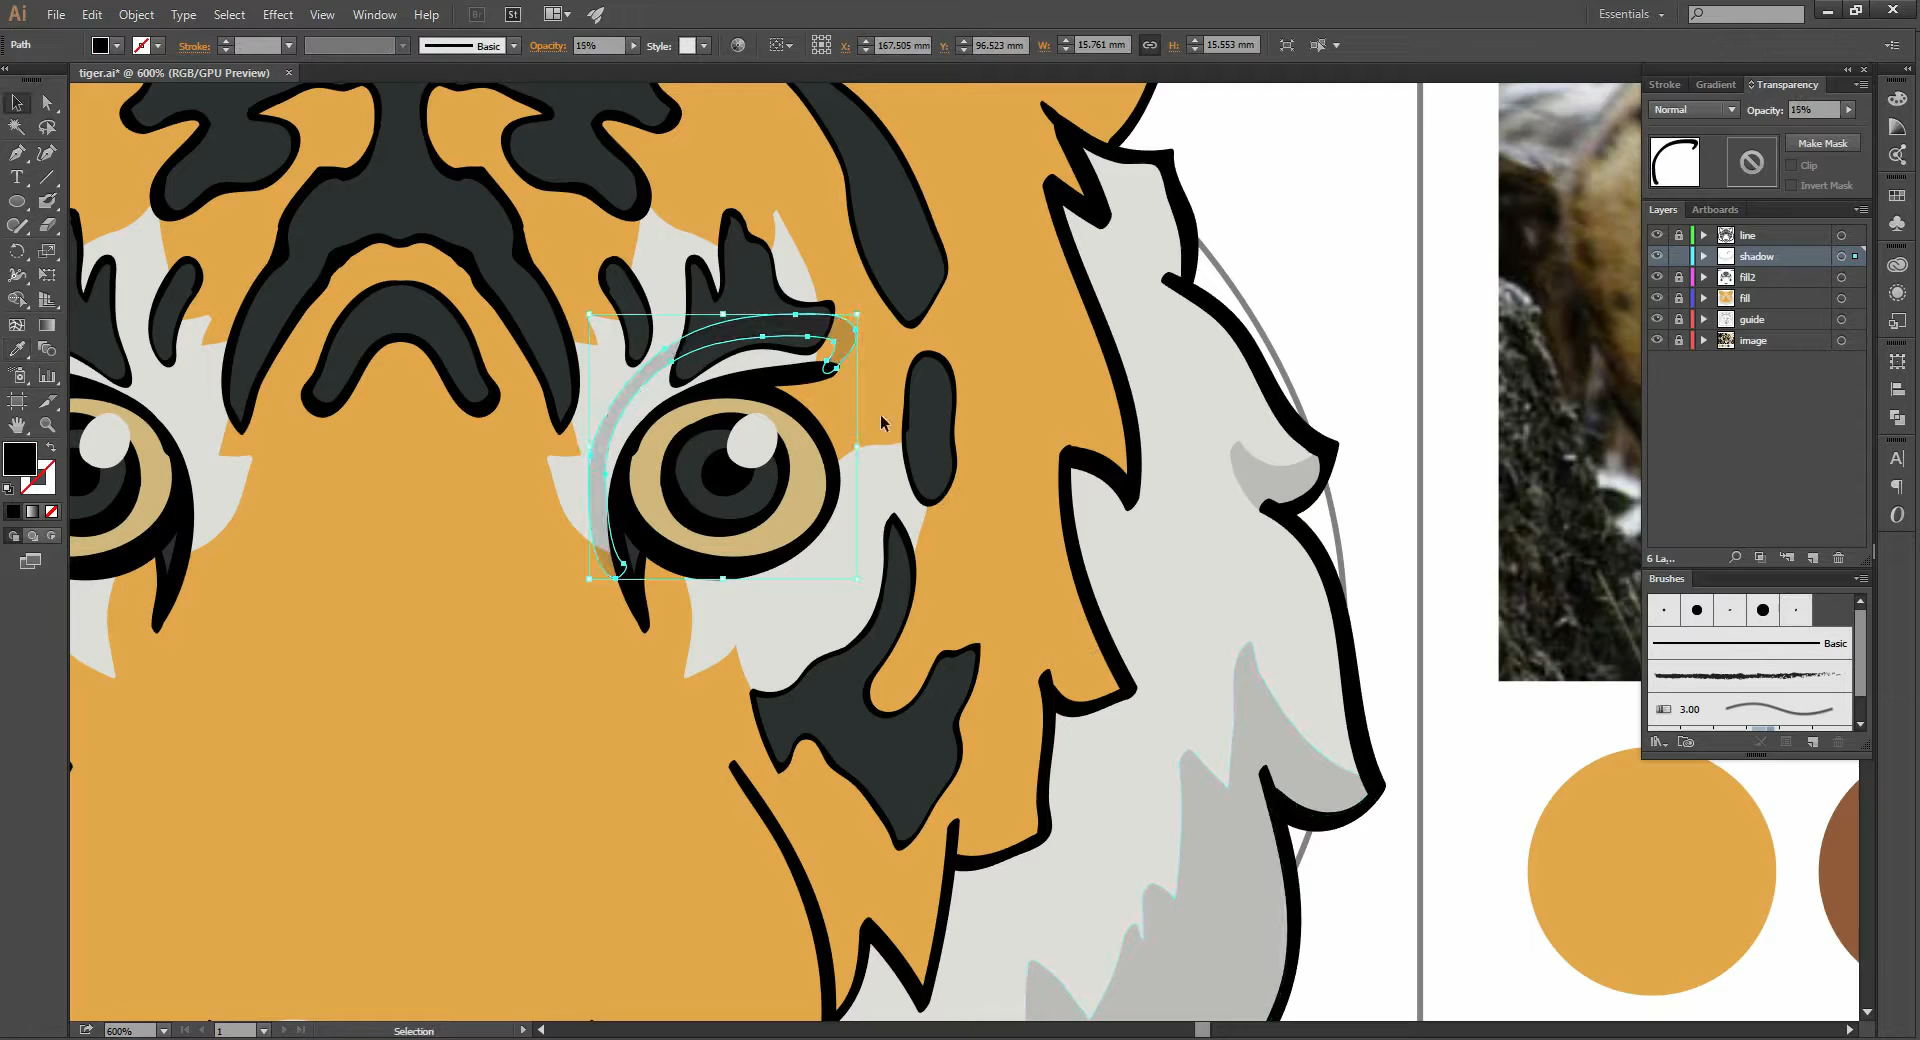 Ai File Edit Object Type Select Effect View Window Help Br St Essentials
Path Stroke: Basic Opacity: 15% Style: X: 167.505 mm Y: 96.523 mm W: 15.761 mm H: 15.553 mm
tiger.ai* @ 600% (RGB/GPU Preview)
Stroke Gradient Transparency
Normal Opacity: 15%
Make Mask
Clip
Invert Mask
Layers Artboards
line
shadow
fill2
fill
guide
image
6 La...
Brushes
Basic
3.00
600% 1 Selection